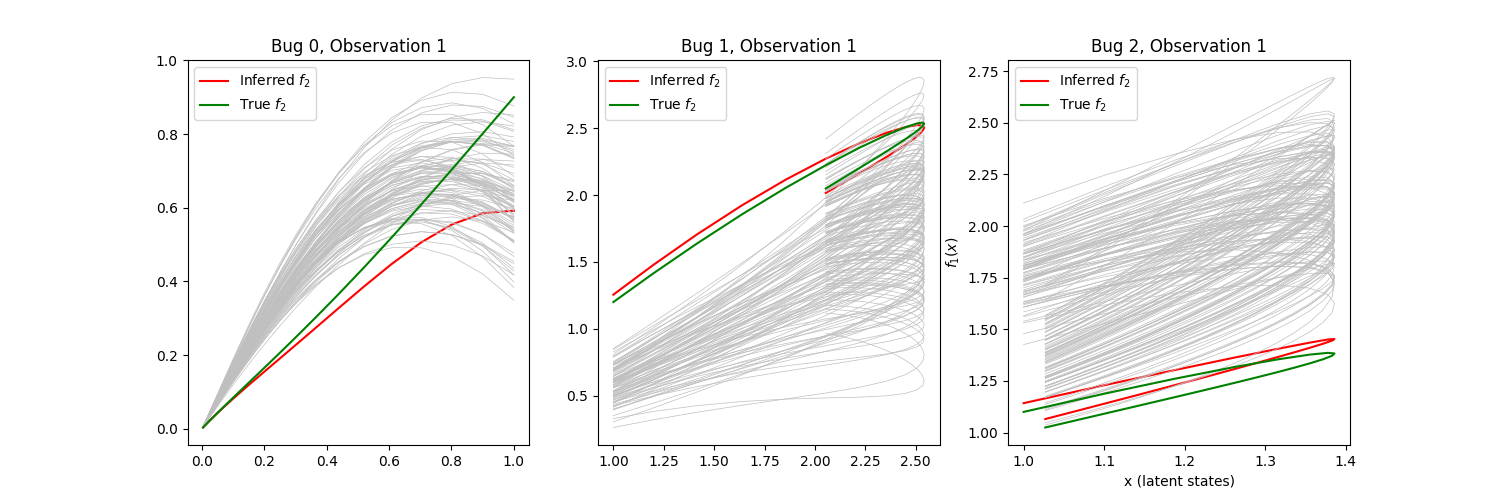 Bug 0, Observation 1
Inferred f₂
True f₂
1.0
0.8
0.6
0.4
0.2
0.0
0.0 0.2 0.4 0.6 0.8 1.0
Bug 1, Observation 1
Inferred f₂
True f₂
3.0
2.5
2.0
1.5
1.0
0.5
1.00 1.25 1.50 1.75 2.00 2.25 2.50
Bug 2, Observation 1
Inferred f₂
True f₂
f₁(x)
2.75
2.50
2.25
2.00
1.75
1.50
1.25
1.00
1.0 1.1 1.2 1.3 1.4
x (latent states)